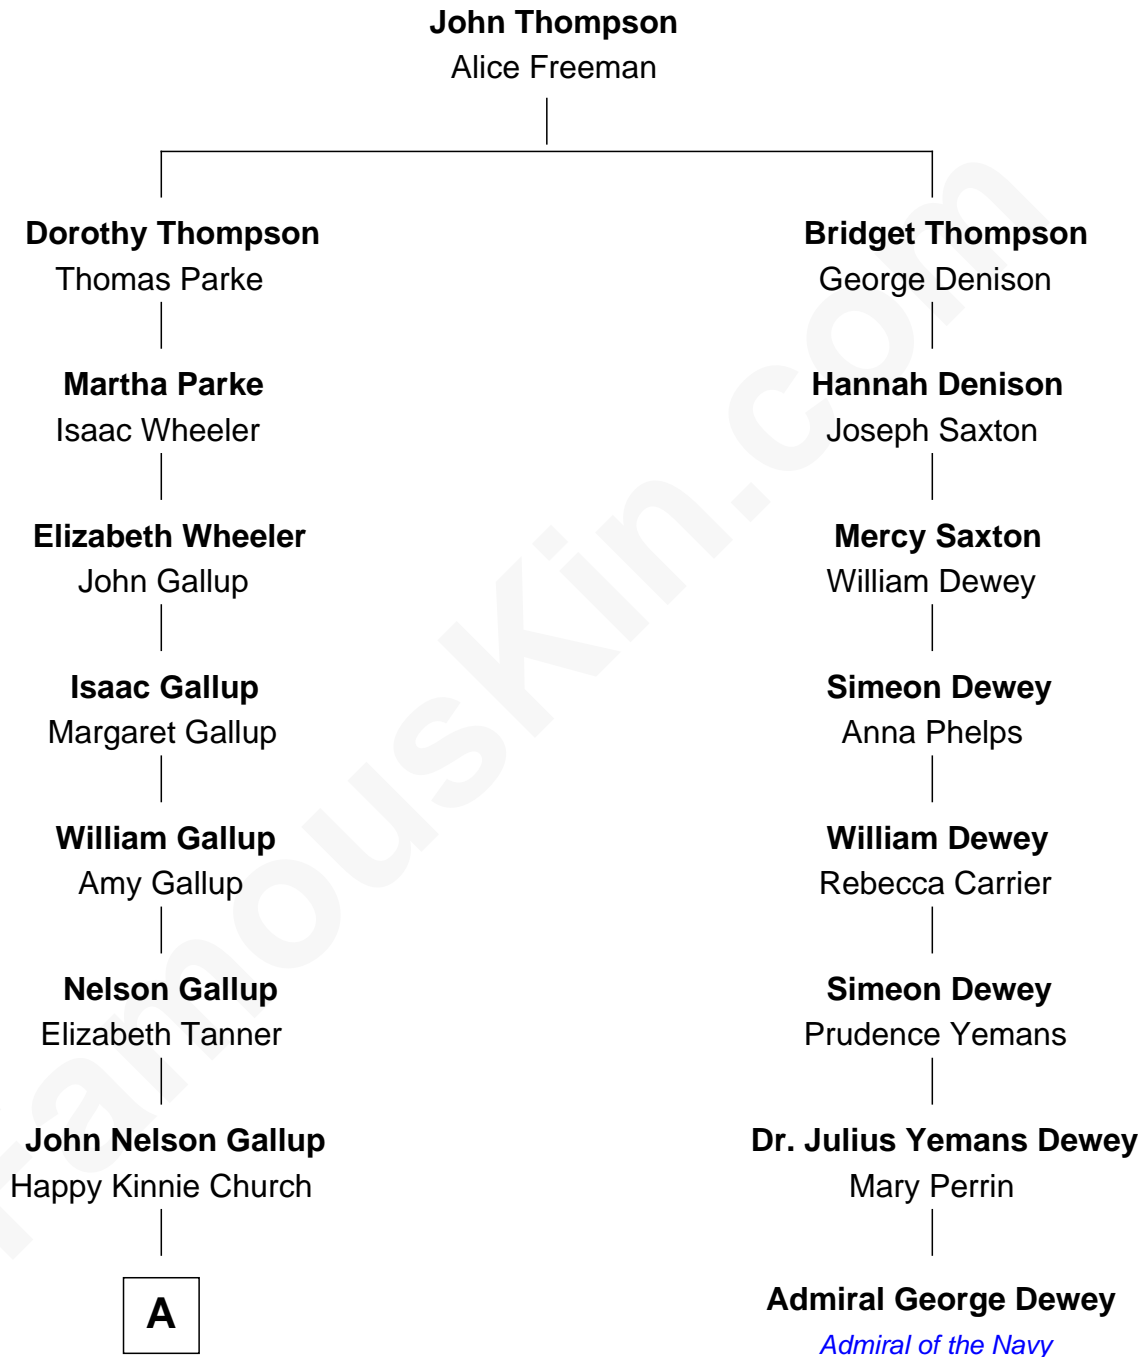 John Thompson
Alice Freeman
Dorothy Thompson
Thomas Parke
Bridget Thompson
George Denison
Martha Parke
Isaac Wheeler
Hannah Denison
Joseph Saxton
Elizabeth Wheeler
John Gallup
Mercy Saxton
William Dewey
Isaac Gallup
Margaret Gallup
Simeon Dewey
Anna Phelps
William Gallup
Amy Gallup
William Dewey
Rebecca Carrier
Nelson Gallup
Elizabeth Tanner
Simeon Dewey
Prudence Yemans
John Nelson Gallup
Happy Kinnie Church
Dr. Julius Yemans Dewey
Mary Perrin
A
Admiral George Dewey
Admiral of the Navy
FamousKin.com